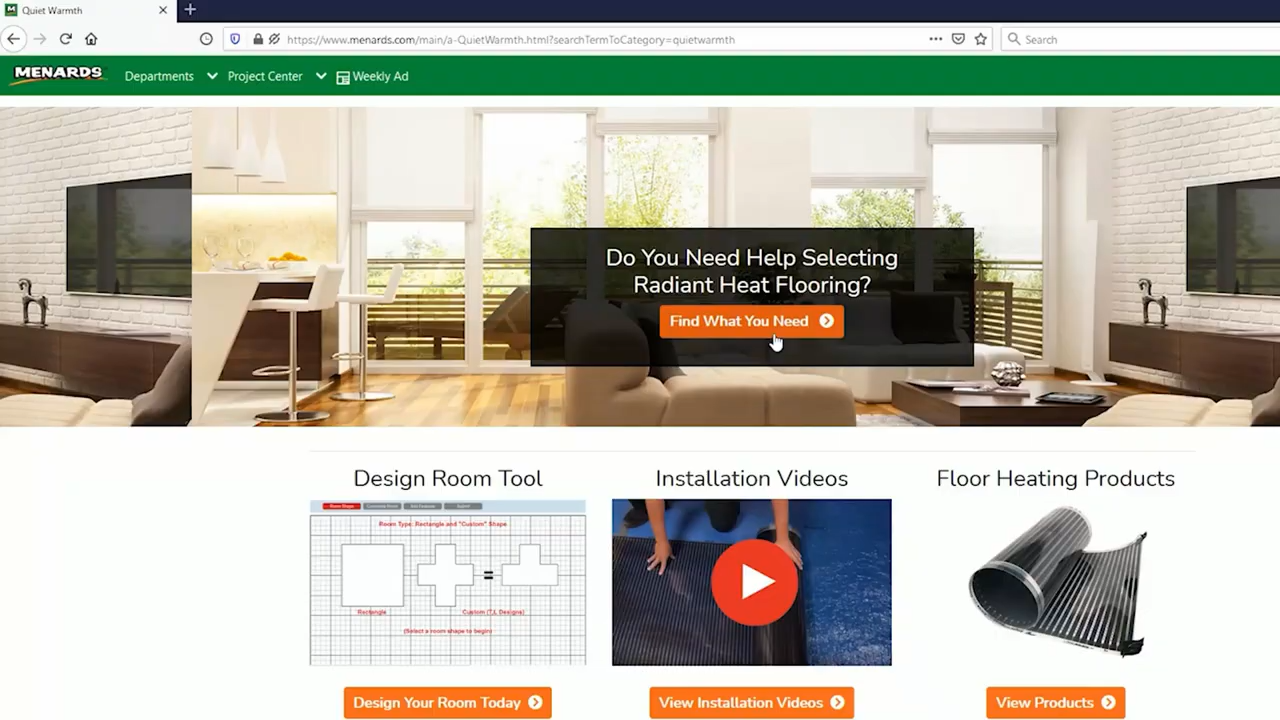 Quiet Warmth
https://www.menards.com/main/a-QuietWarmth.html?searchTermToCategory=quietwarmth
Search
MENARDS
Departments
Project Center
Weekly Ad
Do You Need Help Selecting
Radiant Heat Flooring?
Find What You Need
Design Room Tool
Installation Videos
Floor Heating Products
Room Type: Rectangle and "Custom" Shape
Rectangle
Custom (T,L Designs)
(Select a room shape to begin)
Design Your Room Today
View Installation Videos
View Products